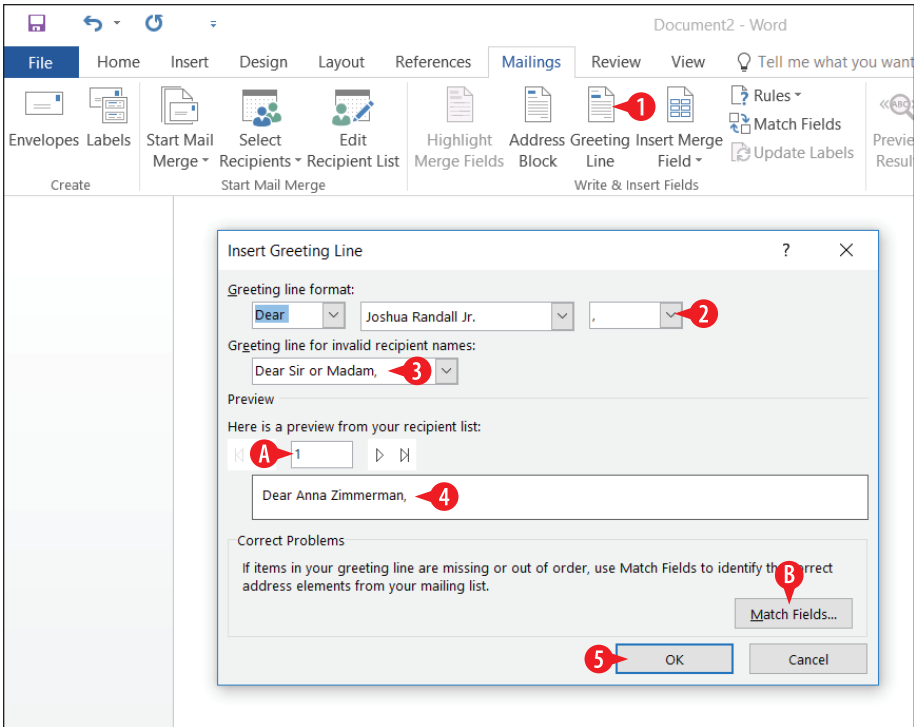 Document2 - Word
File Home Insert Design Layout References Mailings Review View Tell me what you want
Envelopes Labels Start Mail Merge Select Recipients Edit Recipient List Highlight Merge Fields Address Block Greeting Line 1 Insert Merge Field Rules
Match Fields
Update Labels
ABC
Create Start Mail Merge Write & Insert Fields
Insert Greeting Line ?
Greeting line format:
Dear Joshua Randall Jr. , 2
Greeting line for invalid recipient names:
Dear Sir or Madam, 3
Preview
Here is a preview from your recipient list:
A 1
Dear Anna Zimmerman, 4
Correct Problems
If items in your greeting line are missing or out of order, use Match Fields to identify B
address elements from your mailing list.
Match Fields...
5 OK Cancel